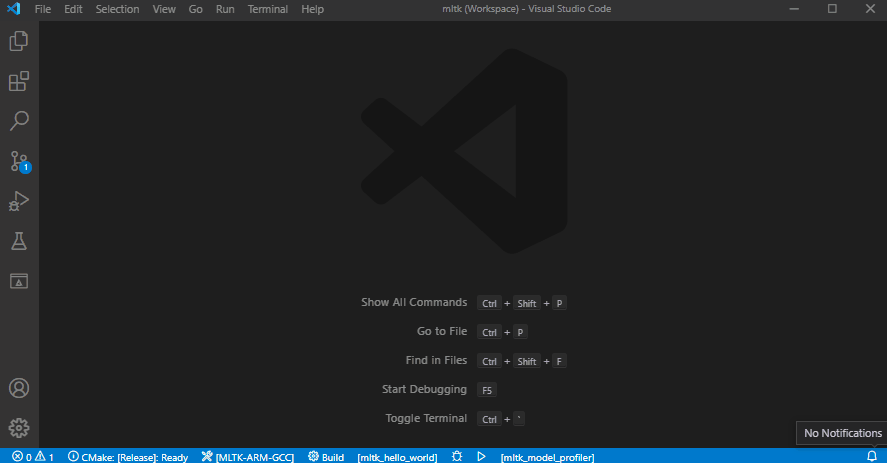 File Edit Selection View Go Run Terminal Help mltk (Workspace) - Visual Studio Code
1
Show All Commands Ctrl + Shift + P
Go to File Ctrl + P
Find in Files Ctrl + Shift + F
Start Debugging F5
Toggle Terminal Ctrl + `
No Notifications
0 1 CMake: [Release]: Ready [MLTK-ARM-GCC] Build [mltk_hello_world] [mltk_model_profiler]